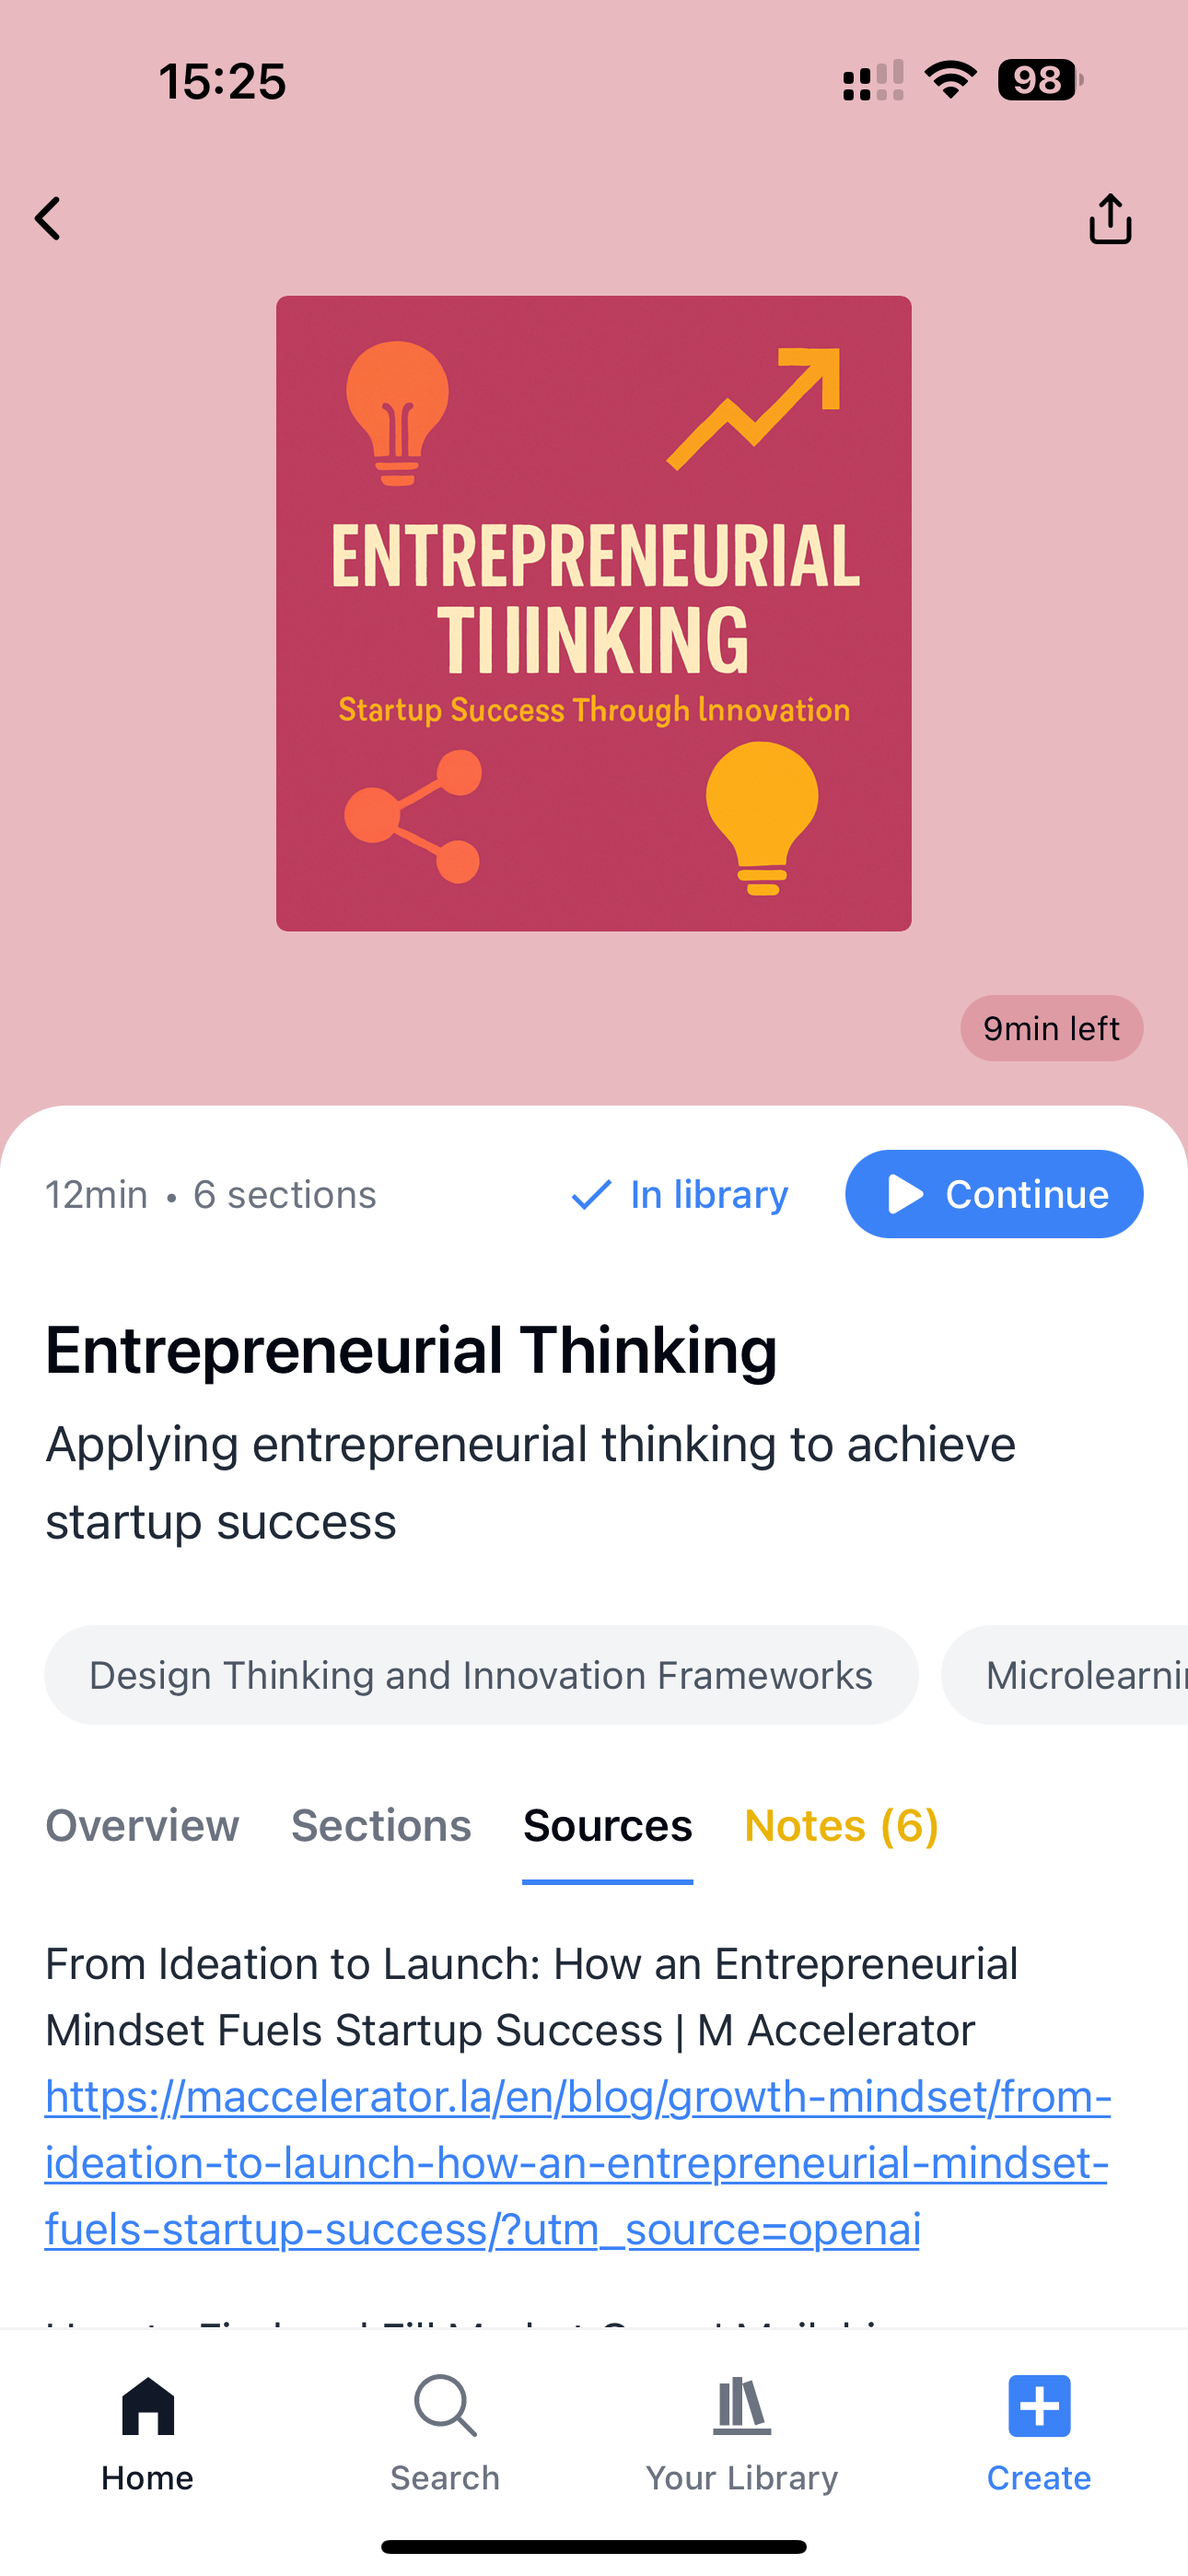 15:25
98
ENTREPRENEURIAL
TIIINKING
Startup Success Through Innovation
9min left
12min • 6 sections
In library
Continue
Entrepreneurial Thinking
Applying entrepreneurial thinking to achieve
startup success
Design Thinking and Innovation Frameworks
Overview
Sections
Sources
Notes (6)
From Ideation to Launch: How an Entrepreneurial
Mindset Fuels Startup Success | M Accelerator
https://maccelerator.la/en/blog/growth-mindset/from-
ideation-to-launch-how-an-entrepreneurial-mindset-
fuels-startup-success/?utm_source=openai
Home
Search
Your Library
Create